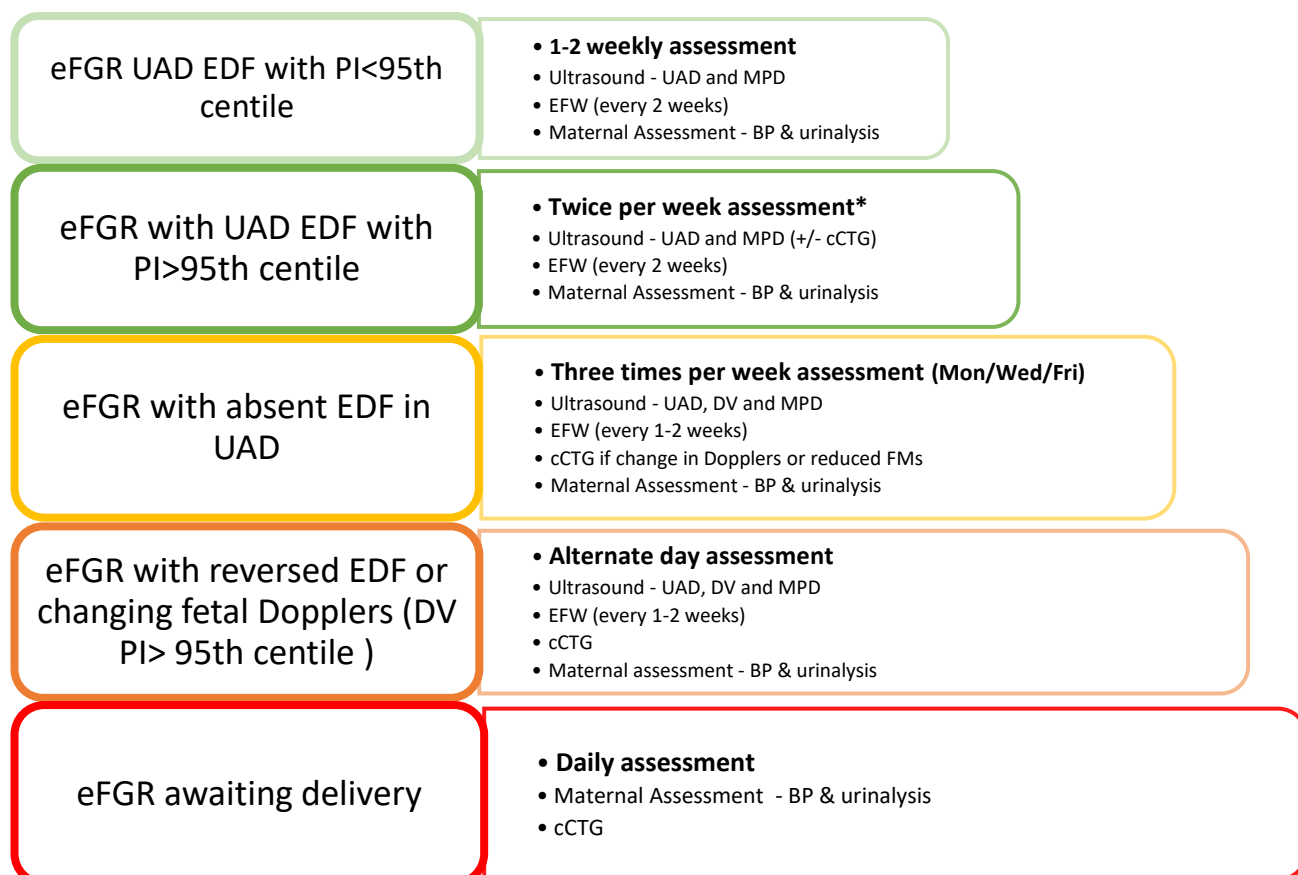 eFGR UAD EDF with PI<95th
centile
• 1-2 weekly assessment
• Ultrasound - UAD and MPD
• EFW (every 2 weeks)
• Maternal Assessment - BP & urinalysis
eFGR with UAD EDF with
PI>95th centile
• Twice per week assessment*
• Ultrasound - UAD and MPD (+/- cCTG)
• EFW (every 2 weeks)
• Maternal Assessment - BP & urinalysis
eFGR with absent EDF in
UAD
• Three times per week assessment (Mon/Wed/Fri)
• Ultrasound - UAD, DV and MPD
• EFW (every 1-2 weeks)
• cCTG if change in Dopplers or reduced FMs
• Maternal Assessment - BP & urinalysis
eFGR with reversed EDF or
changing fetal Dopplers (DV
PI> 95th centile )
• Alternate day assessment
• Ultrasound - UAD, DV and MPD
• EFW (every 1-2 weeks)
• cCTG
• Maternal assessment - BP & urinalysis
eFGR awaiting delivery
• Daily assessment
• Maternal Assessment  - BP & urinalysis
• cCTG